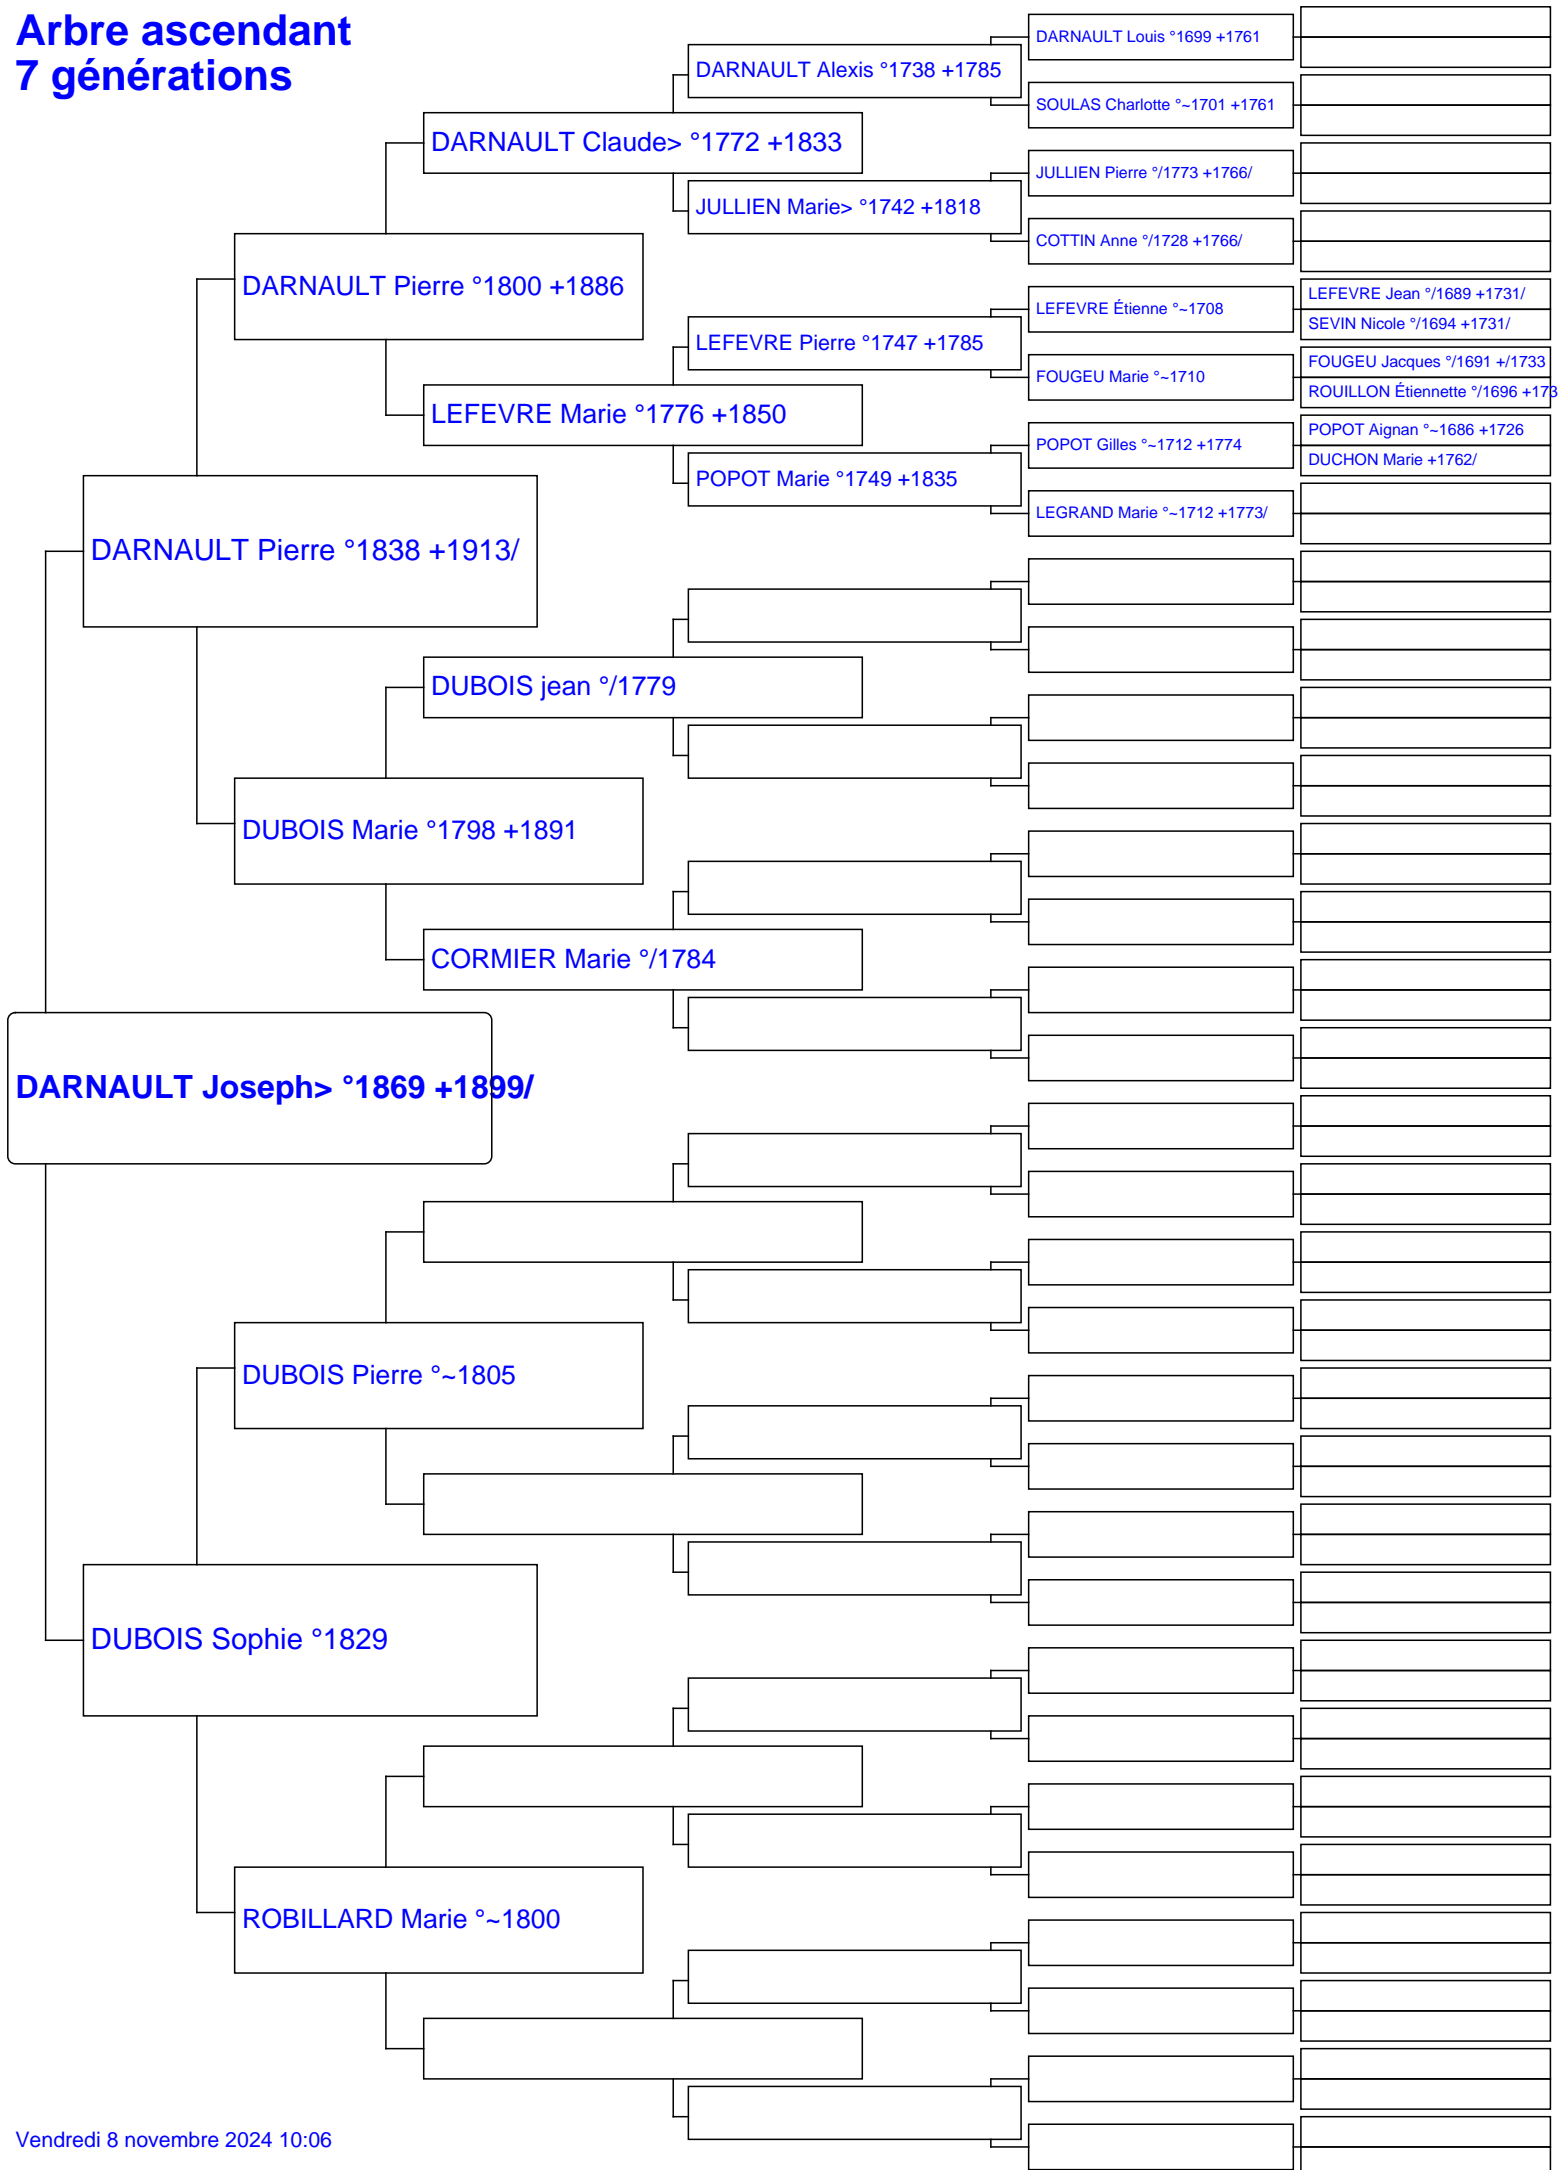 Arbre ascendant
7 générations
DARNAULT Louis °1699 +1761
DARNAULT Alexis °1738 +1785
SOULAS Charlotte °~1701 +1761
DARNAULT Claude> °1772 +1833
JULLIEN Pierre °/1773 +1766/
JULLIEN Marie> °1742 +1818
COTTIN Anne °/1728 +1766/
DARNAULT Pierre °1800 +1886
LEFEVRE Jean °/1689 +1731/
LEFEVRE Étienne °~1708
SEVIN Nicole °/1694 +1731/
LEFEVRE Pierre °1747 +1785
FOUGEU Jacques °/1691 +/1733
FOUGEU Marie °~1710
ROUILLON Étiennette °/1696 +173
LEFEVRE Marie °1776 +1850
POPOT Aignan °~1686 +1726
POPOT Gilles °~1712 +1774
DUCHON Marie +1762/
POPOT Marie °1749 +1835
LEGRAND Marie °~1712 +1773/
DARNAULT Pierre °1838 +1913/
DUBOIS jean °/1779
DUBOIS Marie °1798 +1891
CORMIER Marie °/1784
DARNAULT Joseph> °1869 +1899/
DUBOIS Pierre °~1805
DUBOIS Sophie °1829
ROBILLARD Marie °~1800
Vendredi 8 novembre 2024 10:06